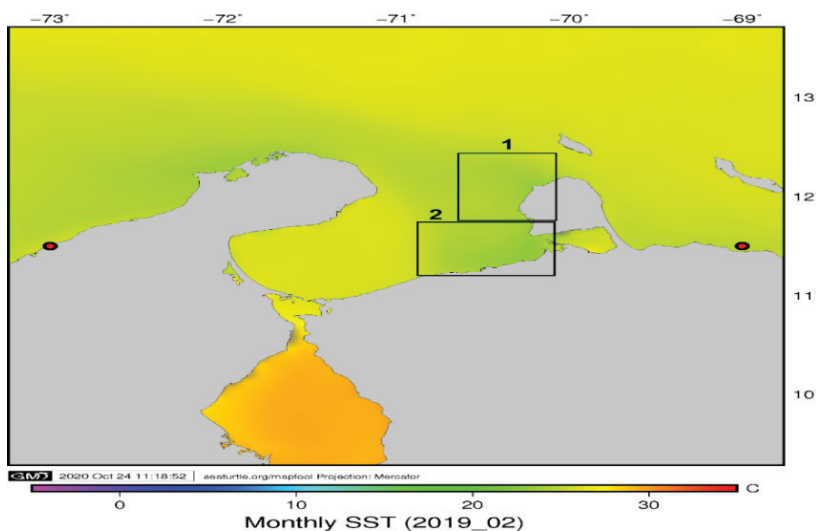 -73° -72° -71° -70° -69°
13
1
12
2
11
10
GMD 2020 Oct 24 11:18:52 | seaturtle.org/maptool Projection: Mercator
C
0 10 20 30
Monthly SST (2019_02)